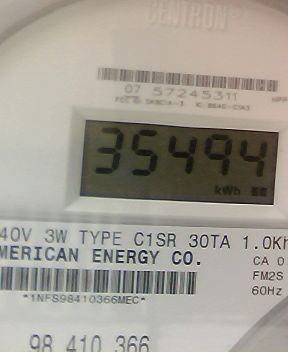 CENTRON®
07 57245311
35494
kWh
40V 3W TYPE C1SR 30TA 1.0Kh
MERICAN ENERGY CO.
CA 0
FM2S
60Hz
*1NFS98410366MEC*
98 410 366